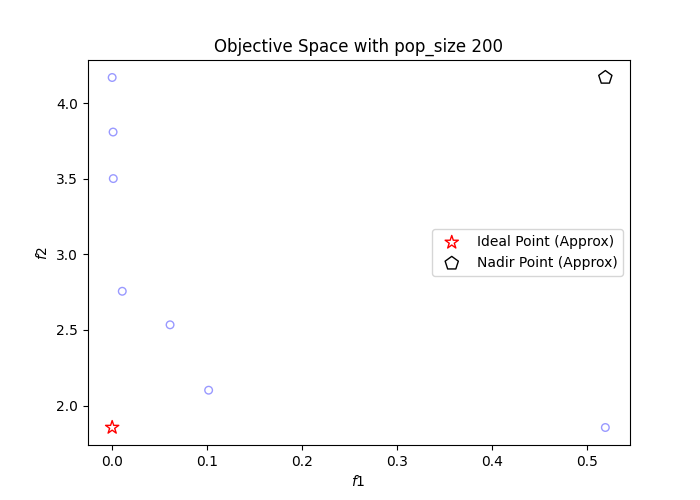 Objective Space with pop_size 200
4.0
3.5
3.0
2.5
2.0
f2
Ideal Point (Approx)
Nadir Point (Approx)
0.0 0.1 0.2 0.3 0.4 0.5
f1